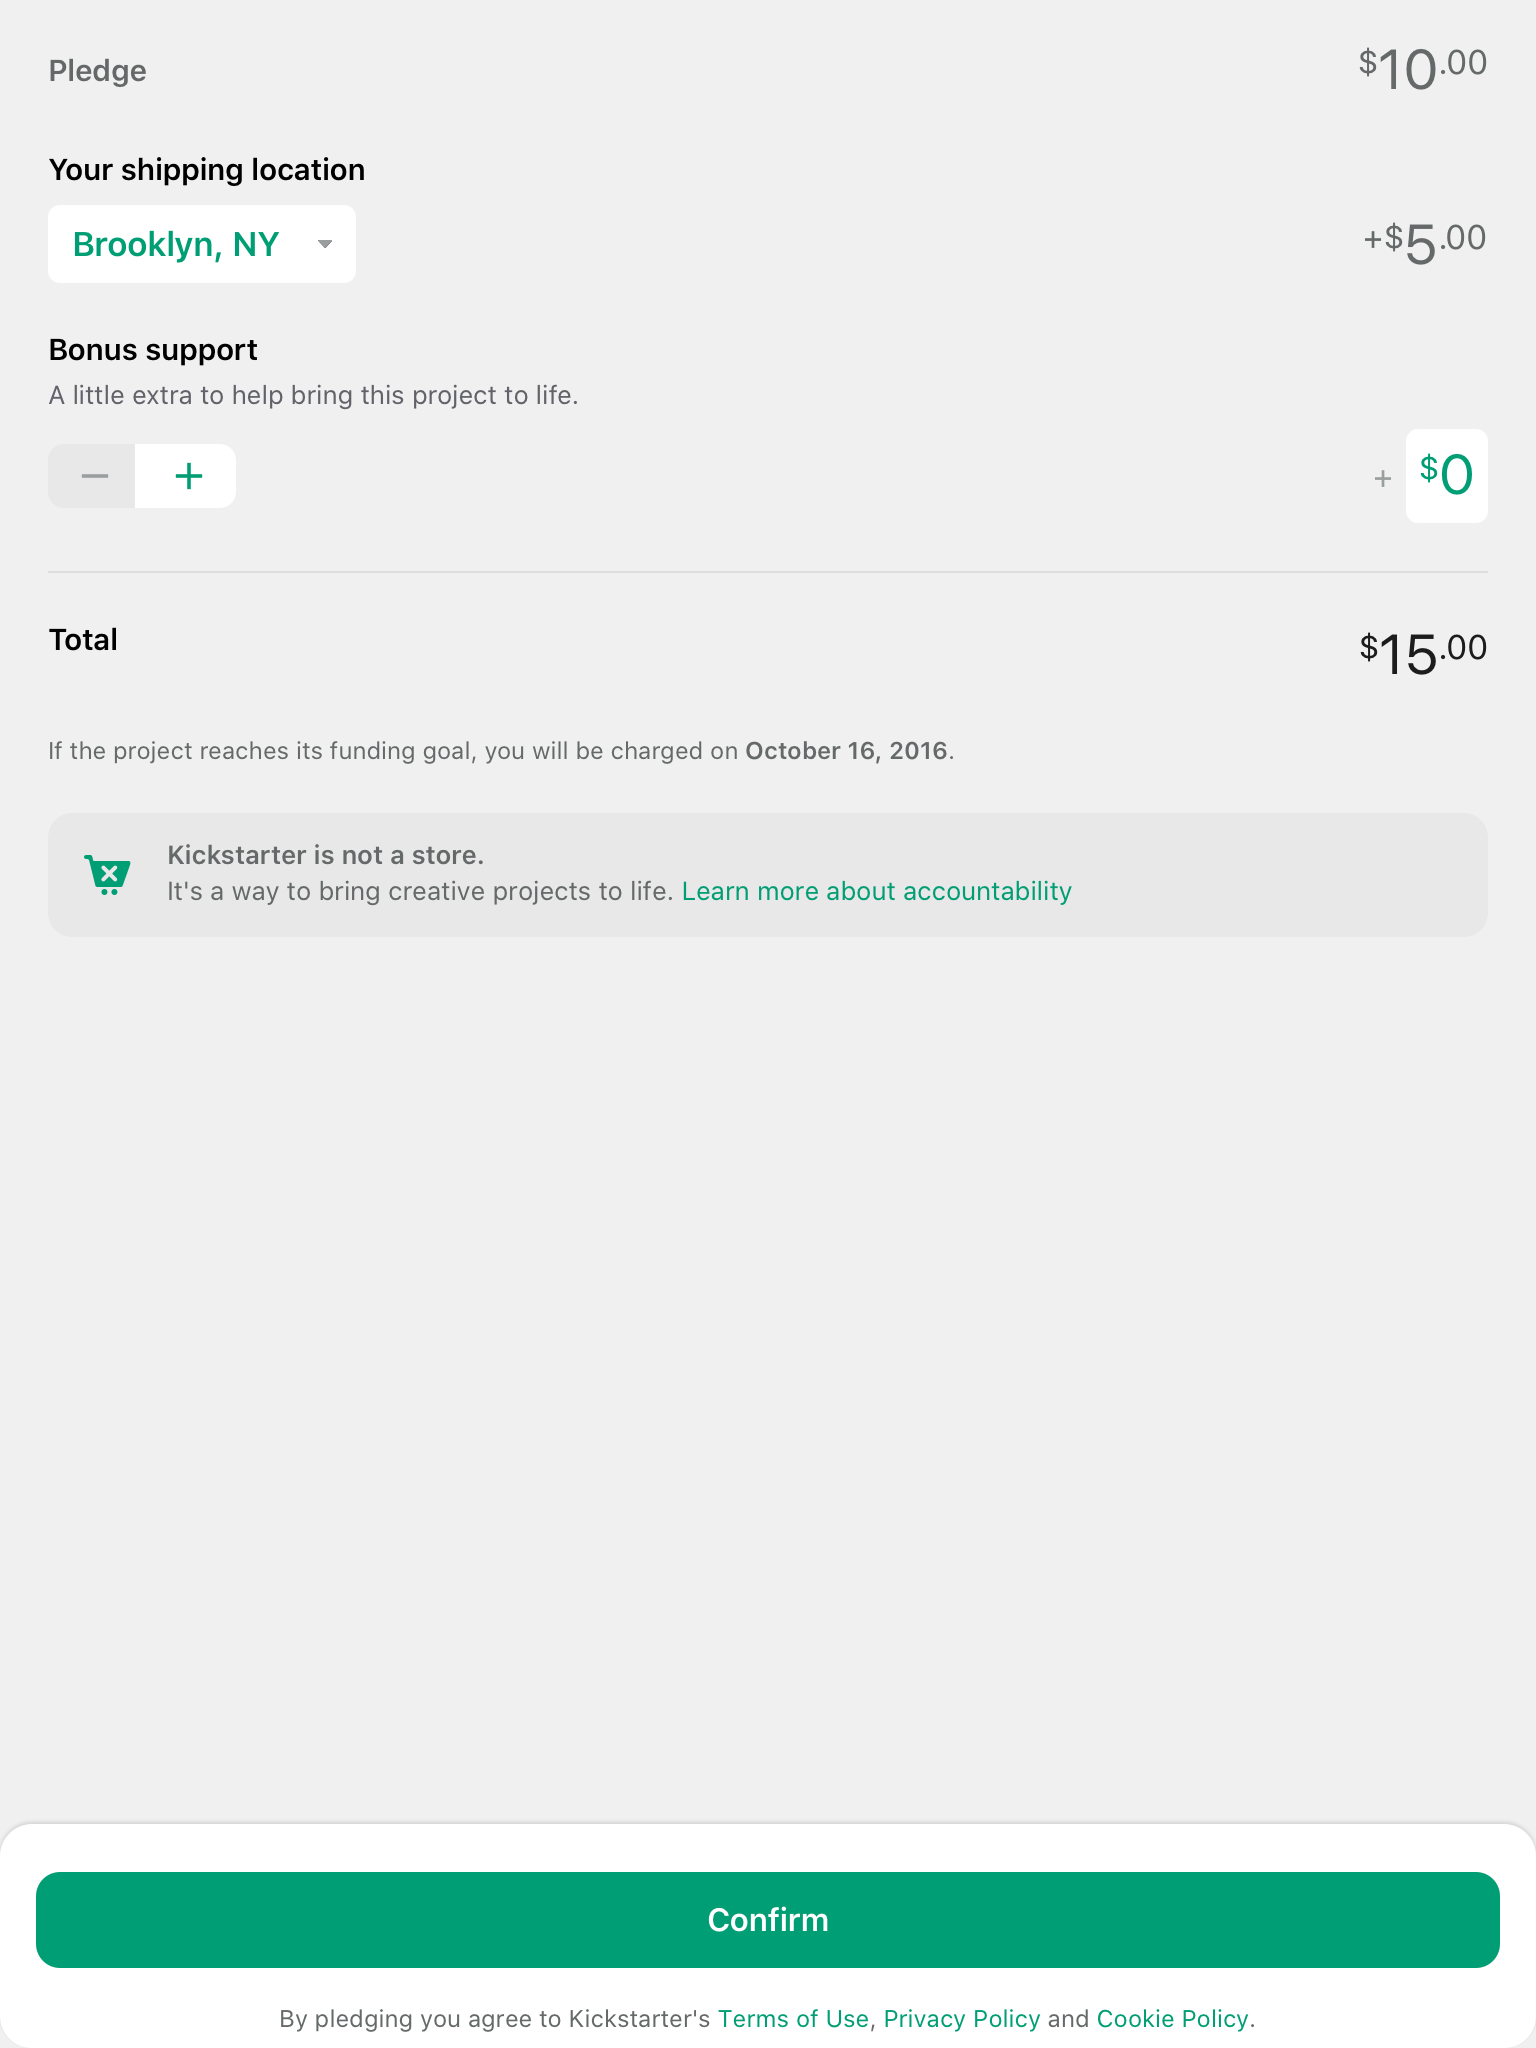 Pledge
$10.00
Your shipping location
Brooklyn, NY
+$5.00
Bonus support
A little extra to help bring this project to life.
− +
+ $0
Total
$15.00
If the project reaches its funding goal, you will be charged on October 16, 2016.
Kickstarter is not a store.
It's a way to bring creative projects to life. Learn more about accountability
Confirm
By pledging you agree to Kickstarter's Terms of Use, Privacy Policy and Cookie Policy.